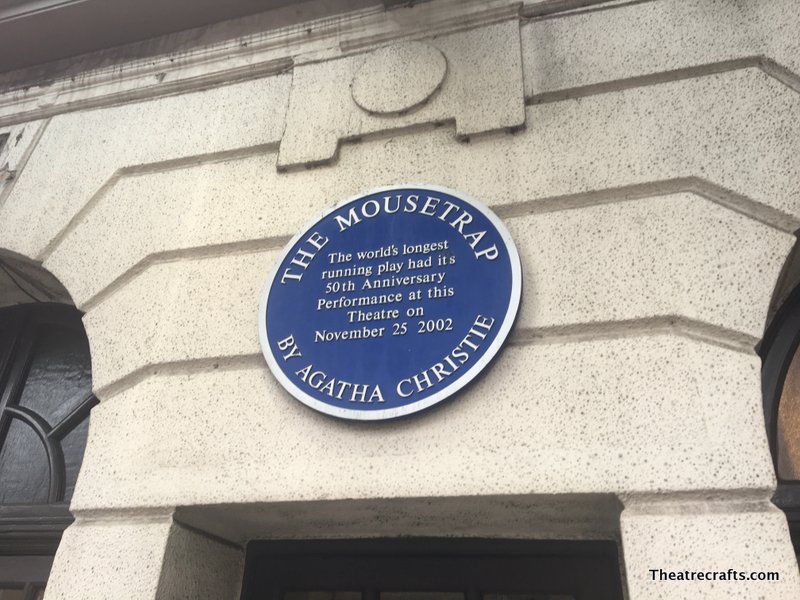 THE MOUSETRAP
The world's longest
running play had its
50th Anniversary
Performance at this
Theatre on
November 25 2002
BY AGATHA CHRISTIE
Theatrecrafts.com